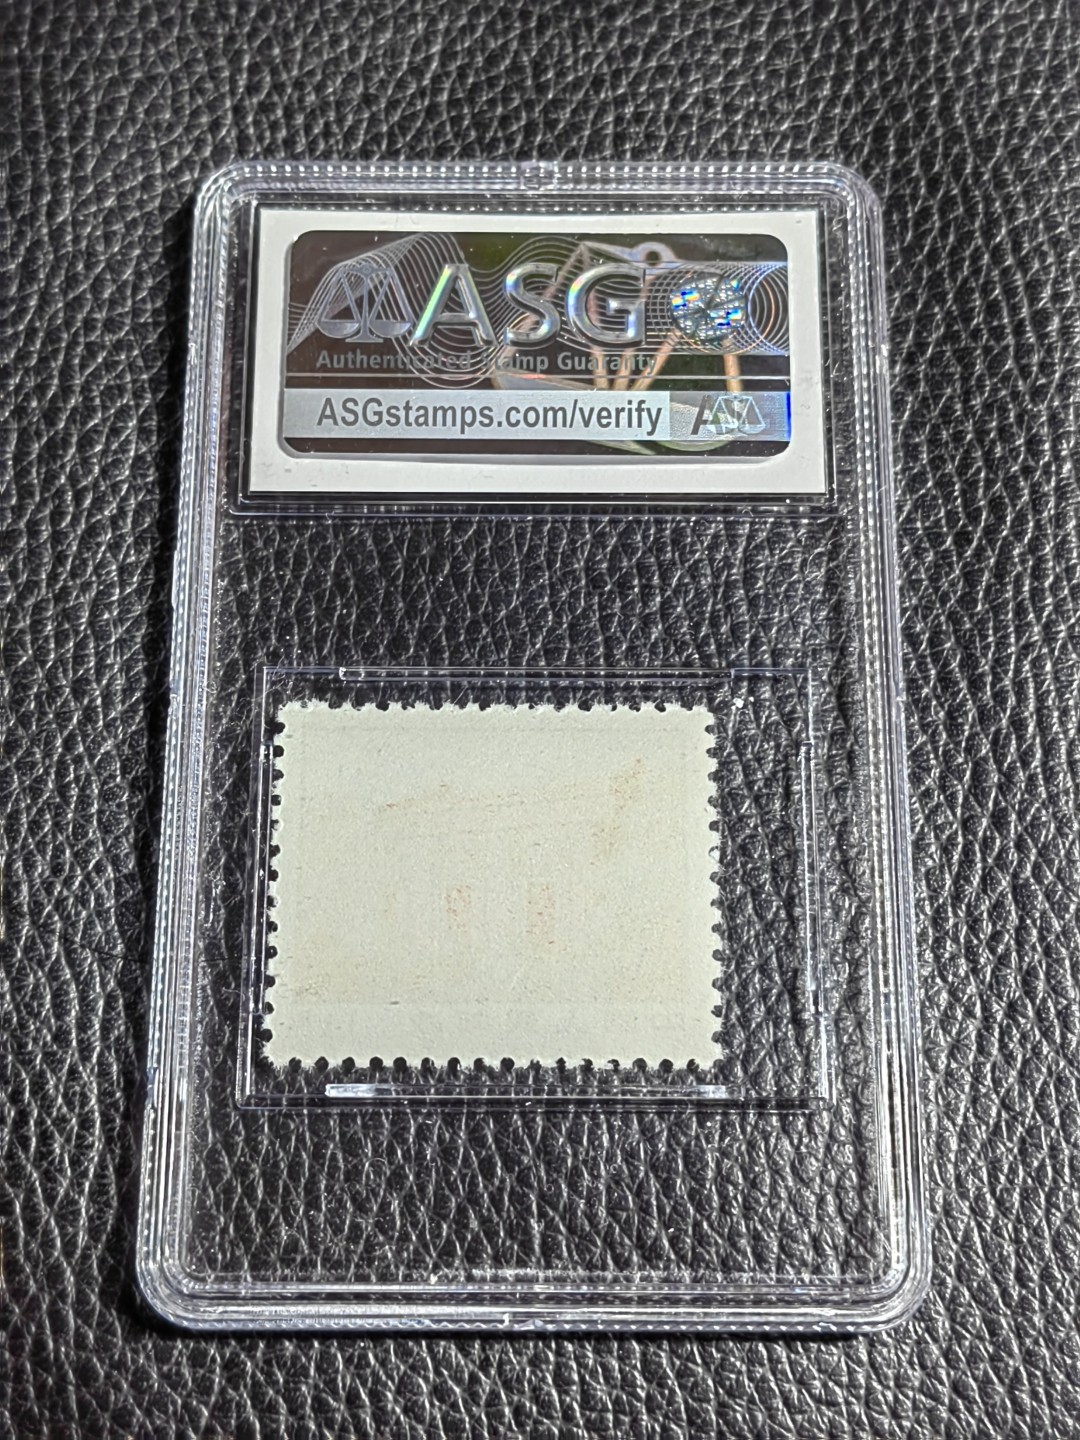 ASG
Authenticated Stamp Guaranty
ASGstamps.com/verify